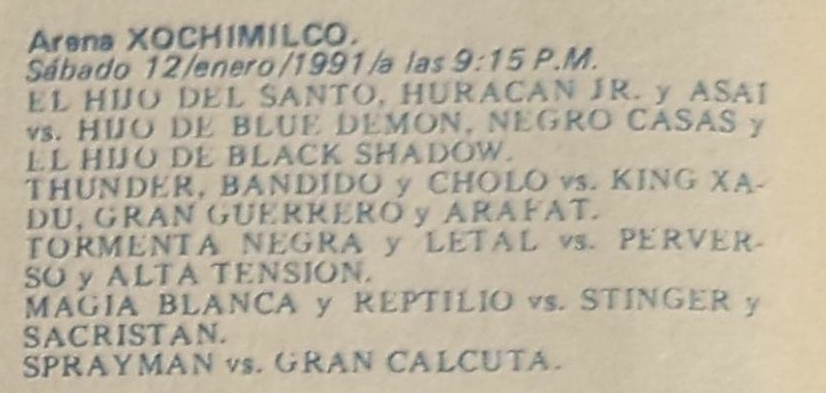 Arena XOCHIMILCO.
Sábado 12/enero/1991/a las 9:15 P.M.
EL HIJO DEL SANTO, HURACAN JR. y ASAI
vs. HIJO DE BLUE DEMON, NEGRO CASAS y
EL HIJO DE BLACK SHADOW.
THUNDER, BANDIDO y CHOLO vs. KING XA-
DU, GRAN GUERRERO y ARAFAT.
TORMENTA NEGRA y LETAL vs. PERVER-
SO y ALTA TENSION.
MAGIA BLANCA y REPTILIO vs. STINGER y
SACRISTAN.
SPRAYMAN vs. GRAN CALCUTA.